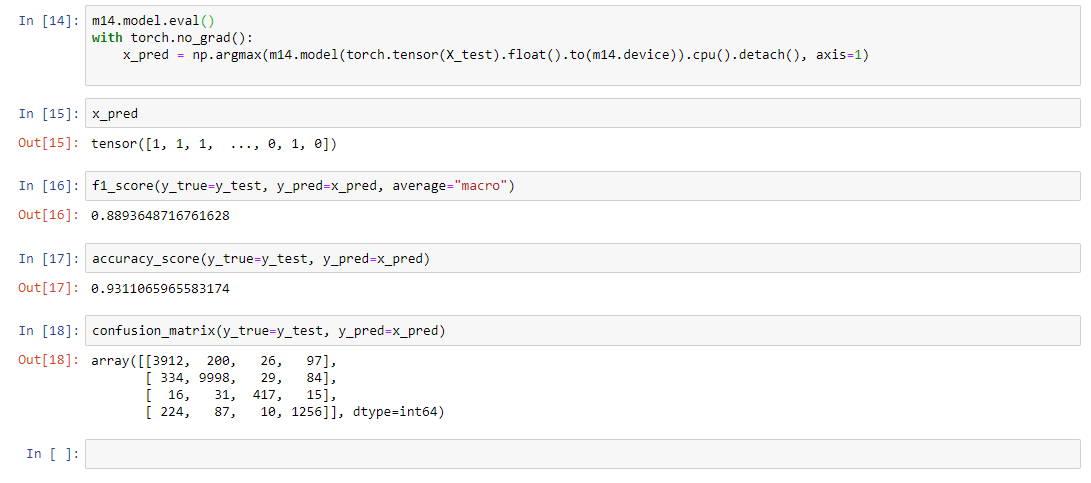 In [14]: m14.model.eval()
with torch.no_grad():
    x_pred = np.argmax(m14.model(torch.tensor(X_test).float().to(m14.device)).cpu().detach(), axis=1)
In [15]: x_pred
Out[15]: tensor([1, 1, 1,  ..., 0, 1, 0])
In [16]: f1_score(y_true=y_test, y_pred=x_pred, average="macro")
Out[16]: 0.8893648716761628
In [17]: accuracy_score(y_true=y_test, y_pred=x_pred)
Out[17]: 0.9311065965583174
In [18]: confusion_matrix(y_true=y_test, y_pred=x_pred)
Out[18]: array([[3912,  200,   26,   97],
       [ 334, 9998,   29,   84],
       [  16,   31,  417,   15],
       [ 224,   87,   10, 1256]], dtype=int64)
In [ ]: